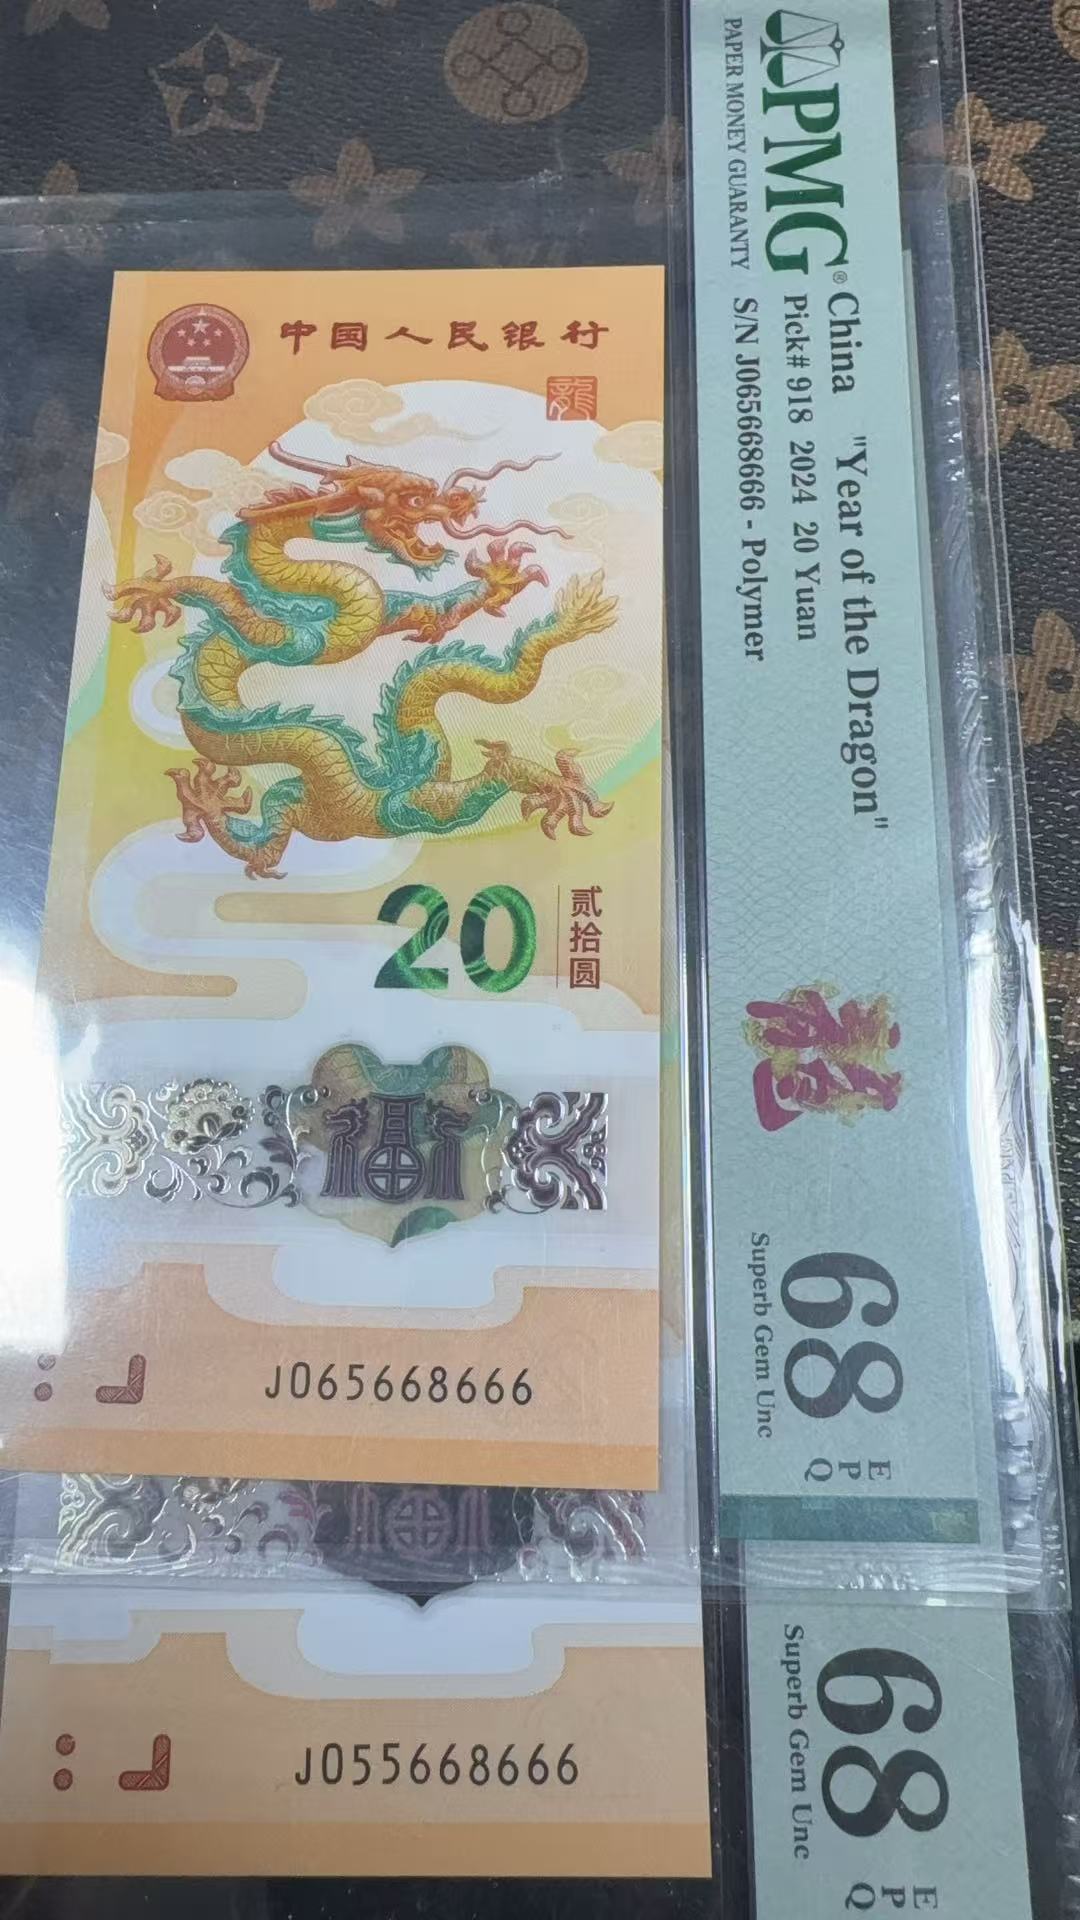 中国人民银行
龍
20
贰拾圆
福
J065668666
J055668666
PMG®
PAPER MONEY GUARANTY
China "Year of the Dragon"
Pick# 918 2024 20 Yuan
S/N J065668666 - Polymer
68
Superb Gem Unc
EPQ
68
Superb Gem Unc
EPQ